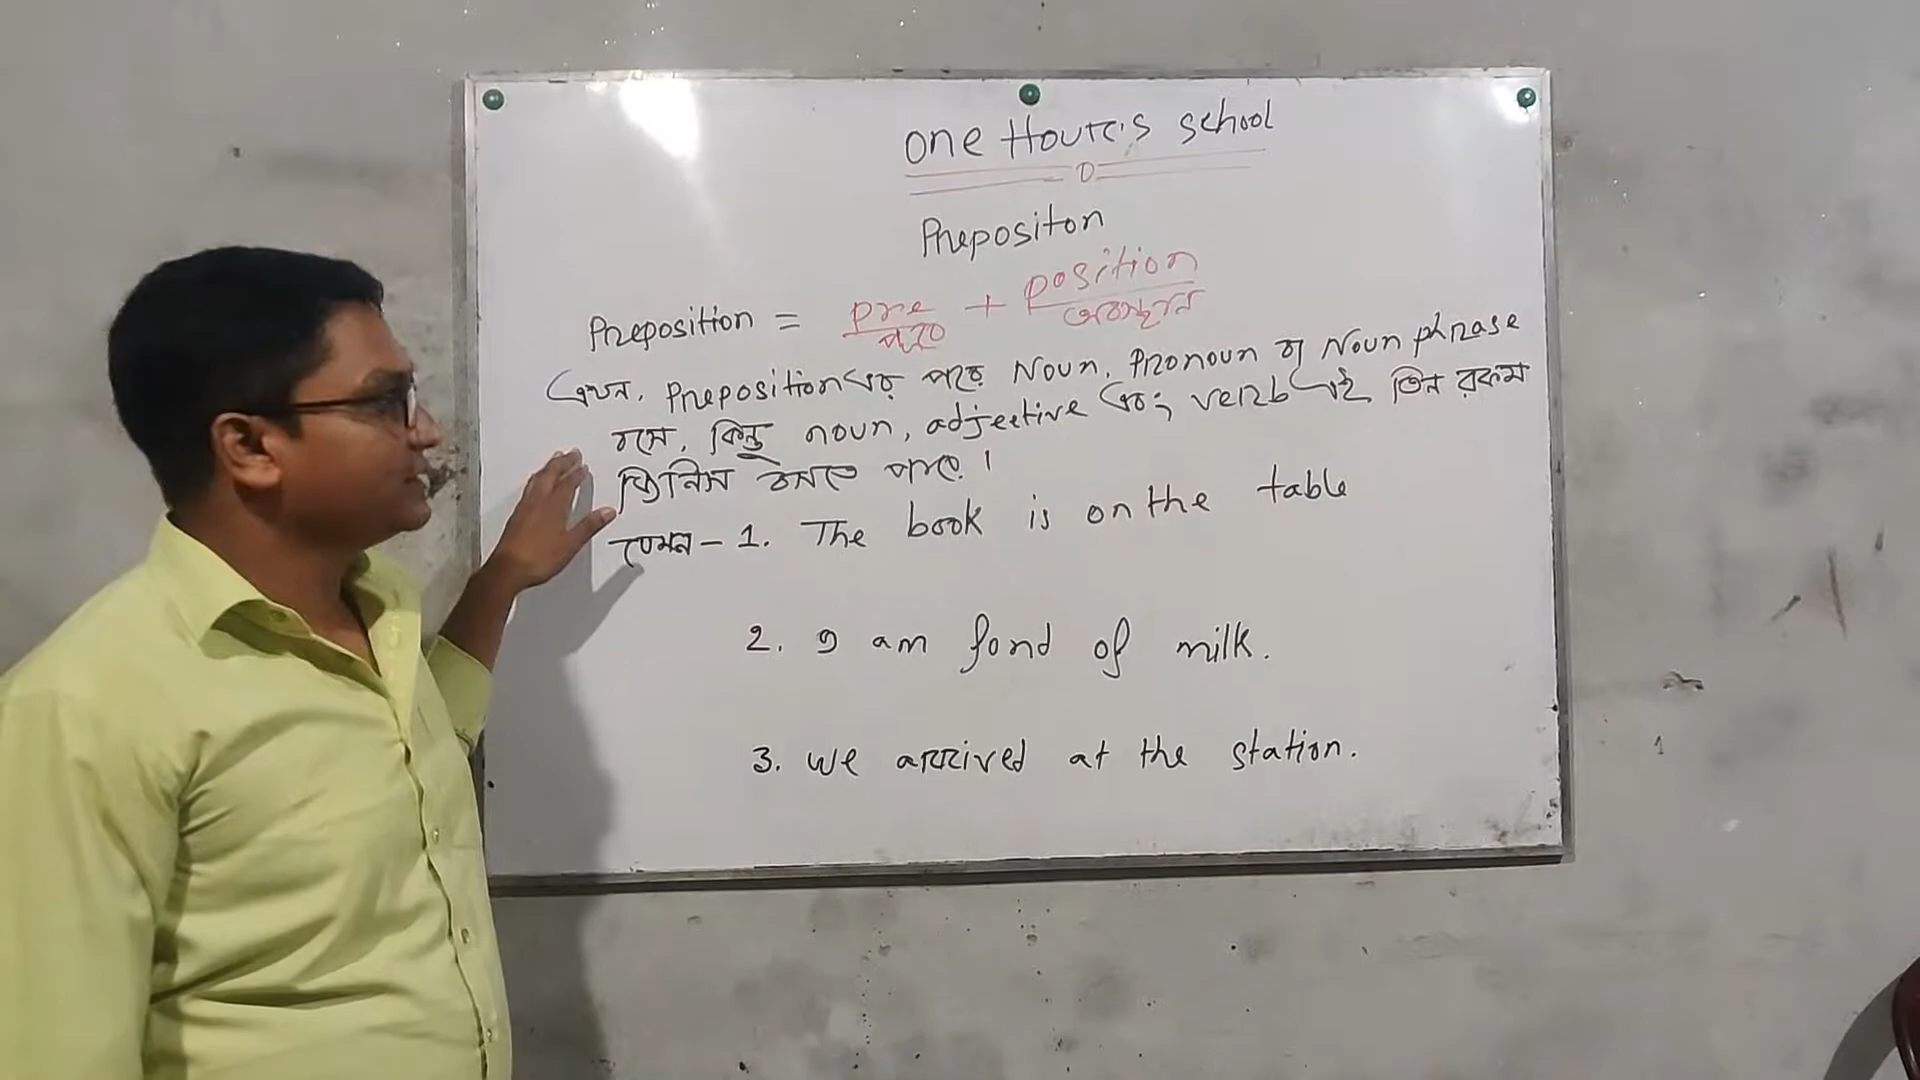 One Hour's school
Prepositon
Preposition = pre + position
অবস্থান
এখন, Preposition এর পরে Noun, Pronoun বা Noun phrase
বসে, কিন্তু noun, adjective এবং verb এই তিন রকম
জিনিস বসতে পারে।
যেমন - 1. The book is on the table
2. I am fond of milk.
3. we arrived at the station.